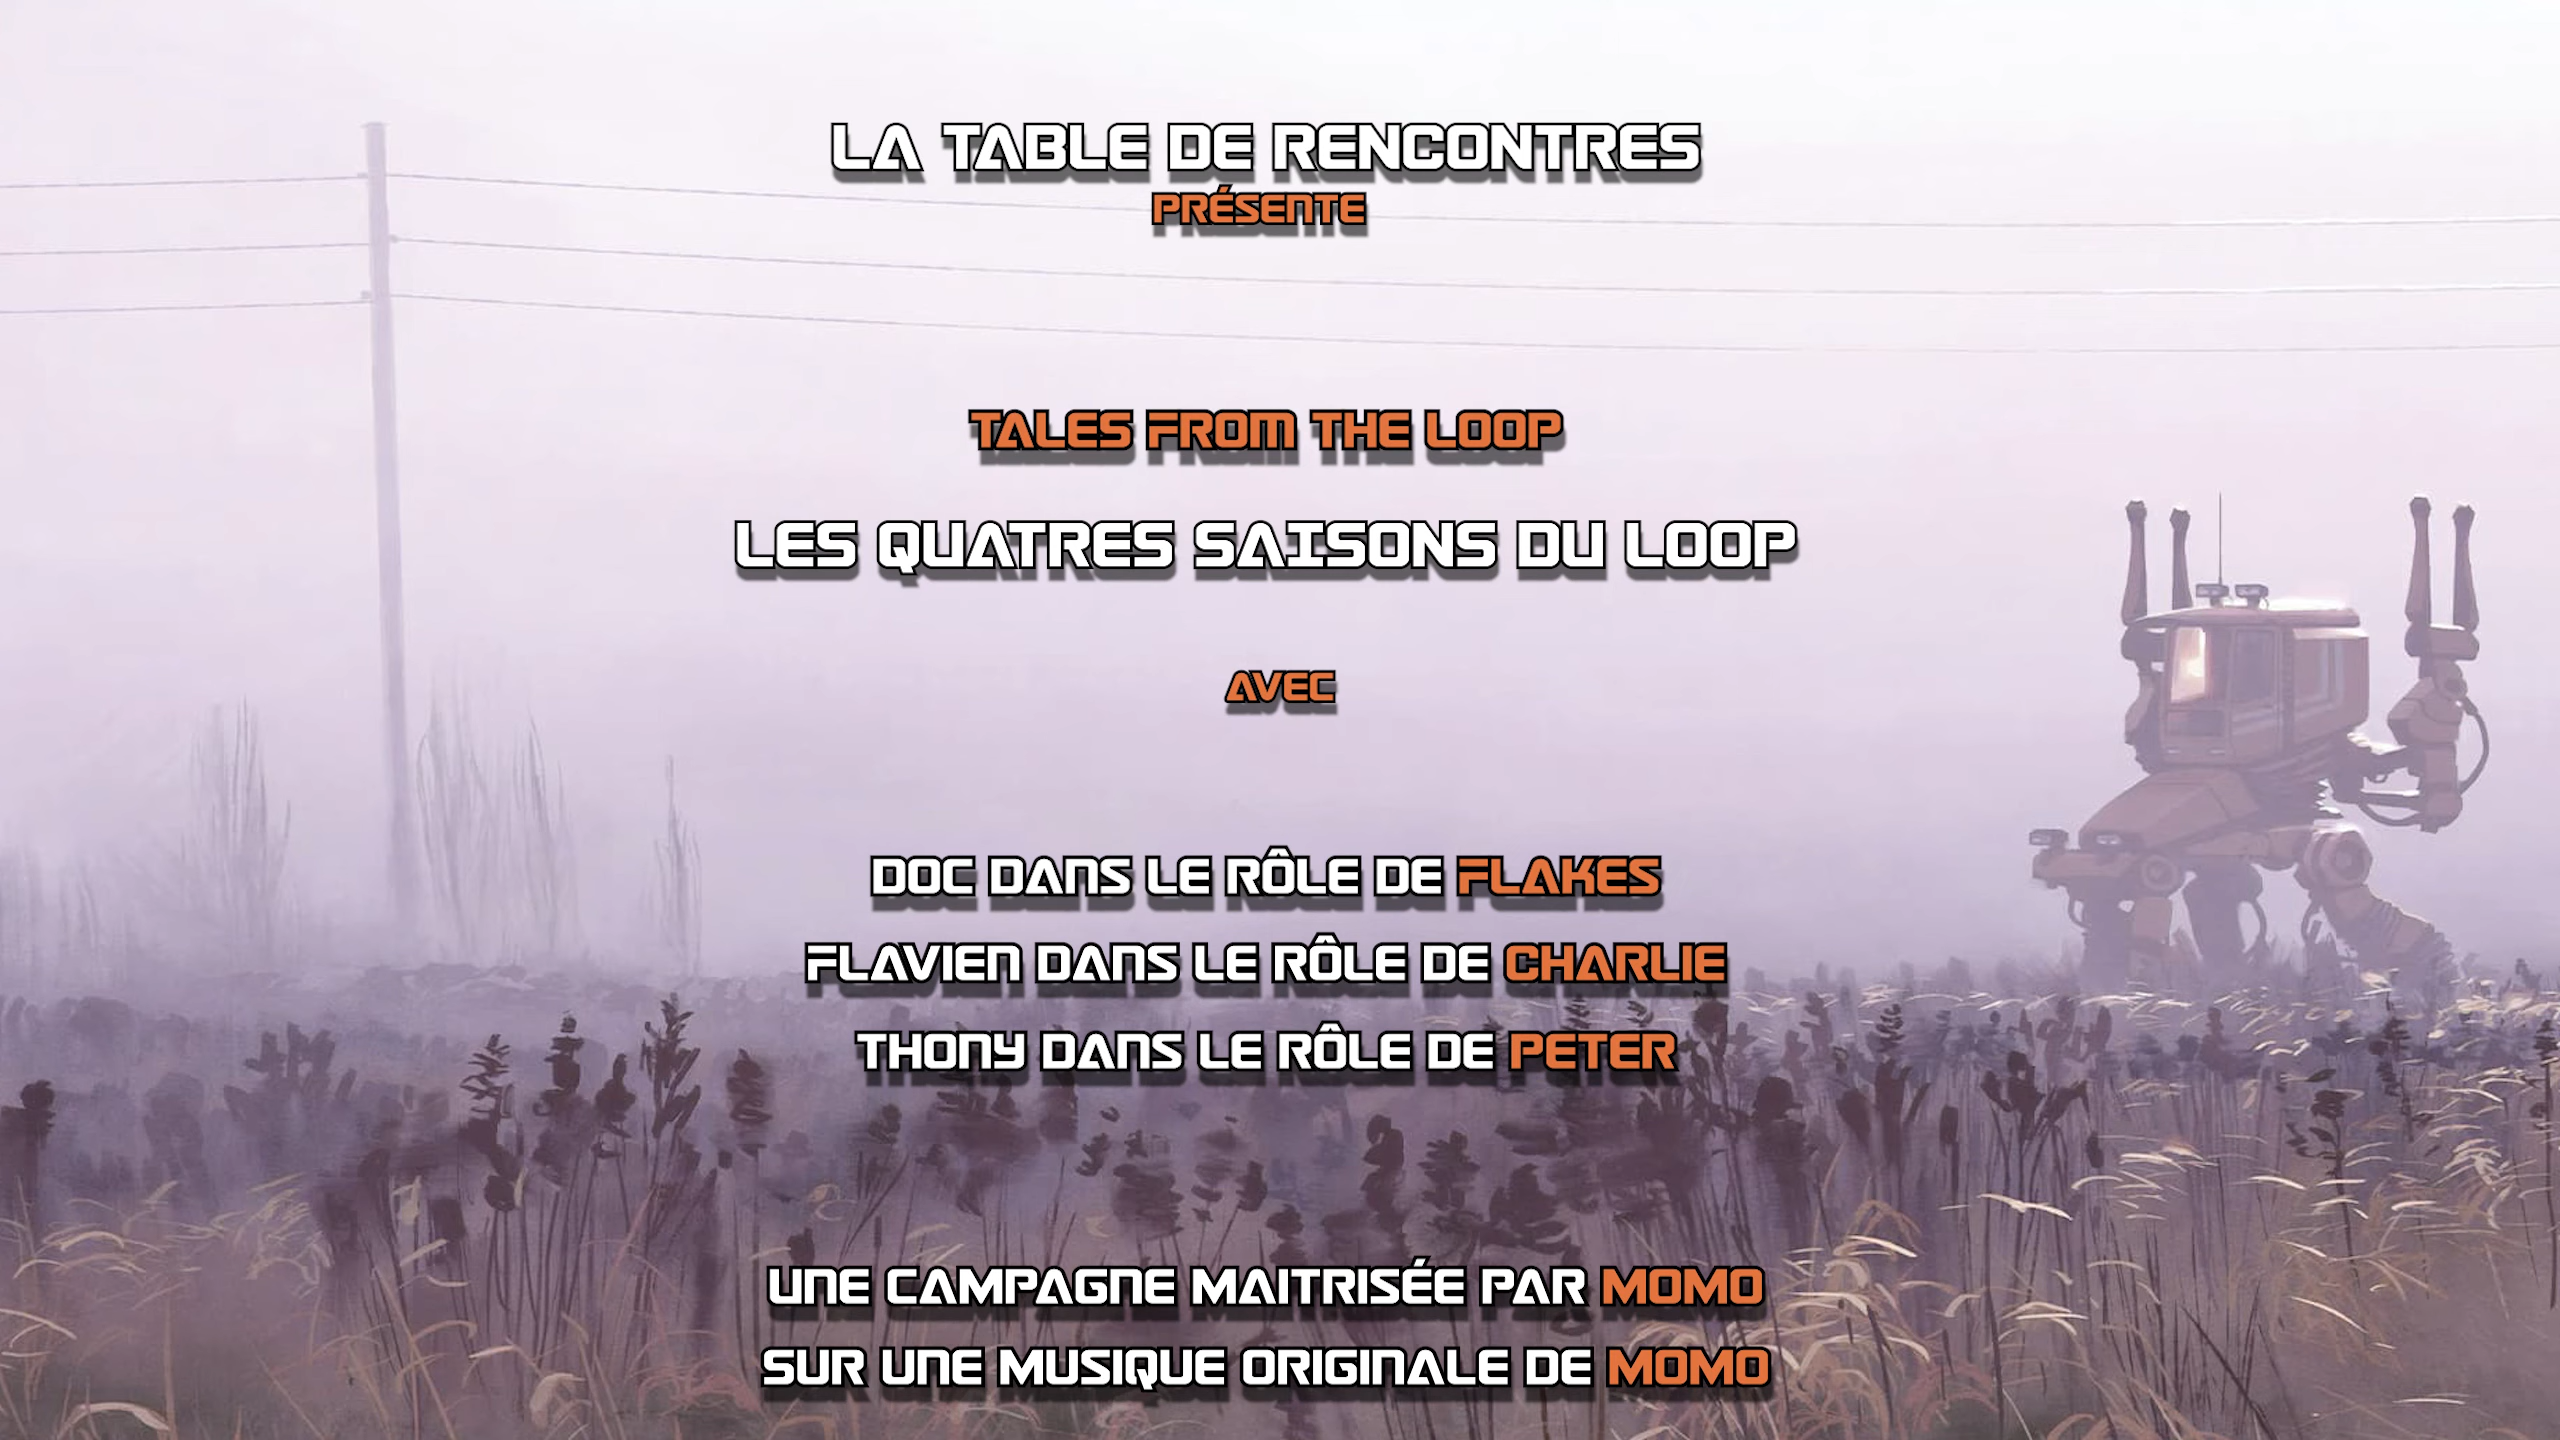 LA TABLE DE RENCONTRES
PRÉSENTE
TALES FROM THE LOOP
LES QUATRES SAISONS DU LOOP
AVEC
DOC DANS LE RÔLE DE FLAKES
FLAVIEN DANS LE RÔLE DE CHARLIE
THONY DANS LE RÔLE DE PETER
UNE CAMPAGNE MAITRISÉE PAR MOMO
SUR UNE MUSIQUE ORIGINALE DE MOMO